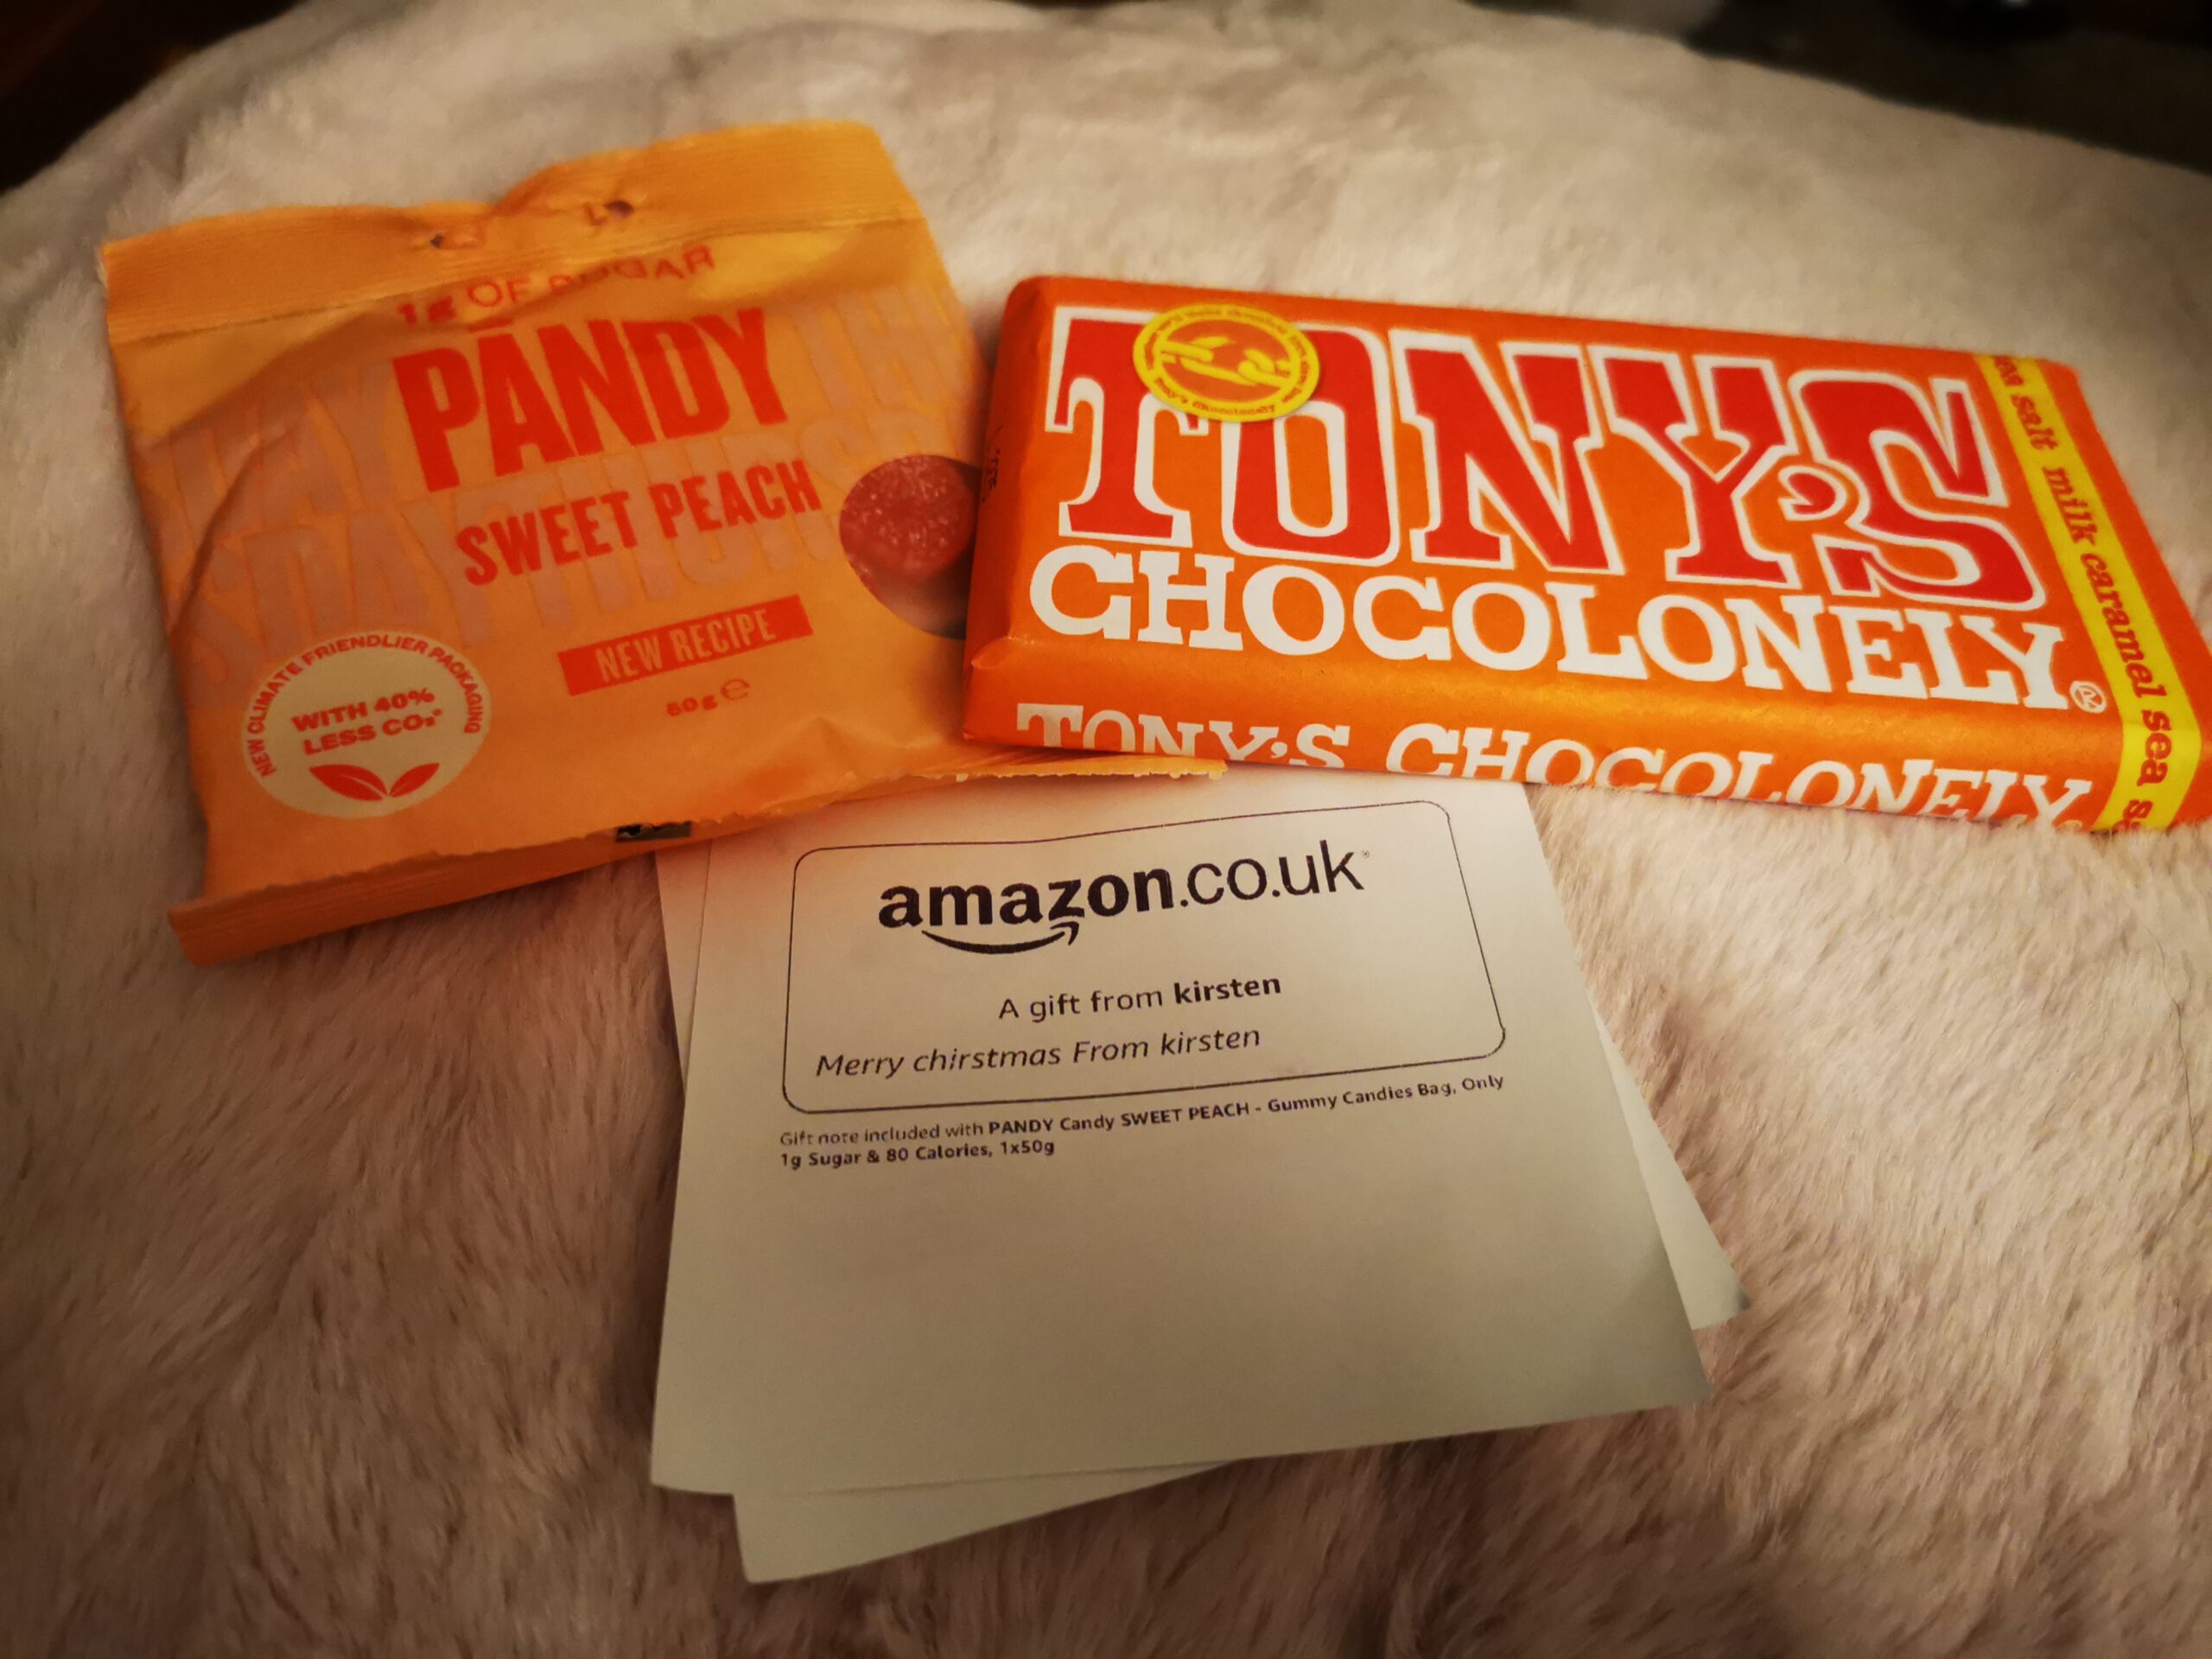 1g OF SUGAR
PÄNDY
SWEET PEACH
NEW RECIPE
50g e
NEW CLIMATE FRIENDLIER PACKAGING
WITH 40%
LESS CO₂*
TONY'S
CHOCOLONELY®
TONY'S CHOCOLONELY
salt milk caramel sea
amazon.co.uk
A gift from kirsten
Merry chirstmas From kirsten
Gift note included with PANDY Candy SWEET PEACH - Gummy Candies Bag, Only
1g Sugar & 80 Calories, 1x50g